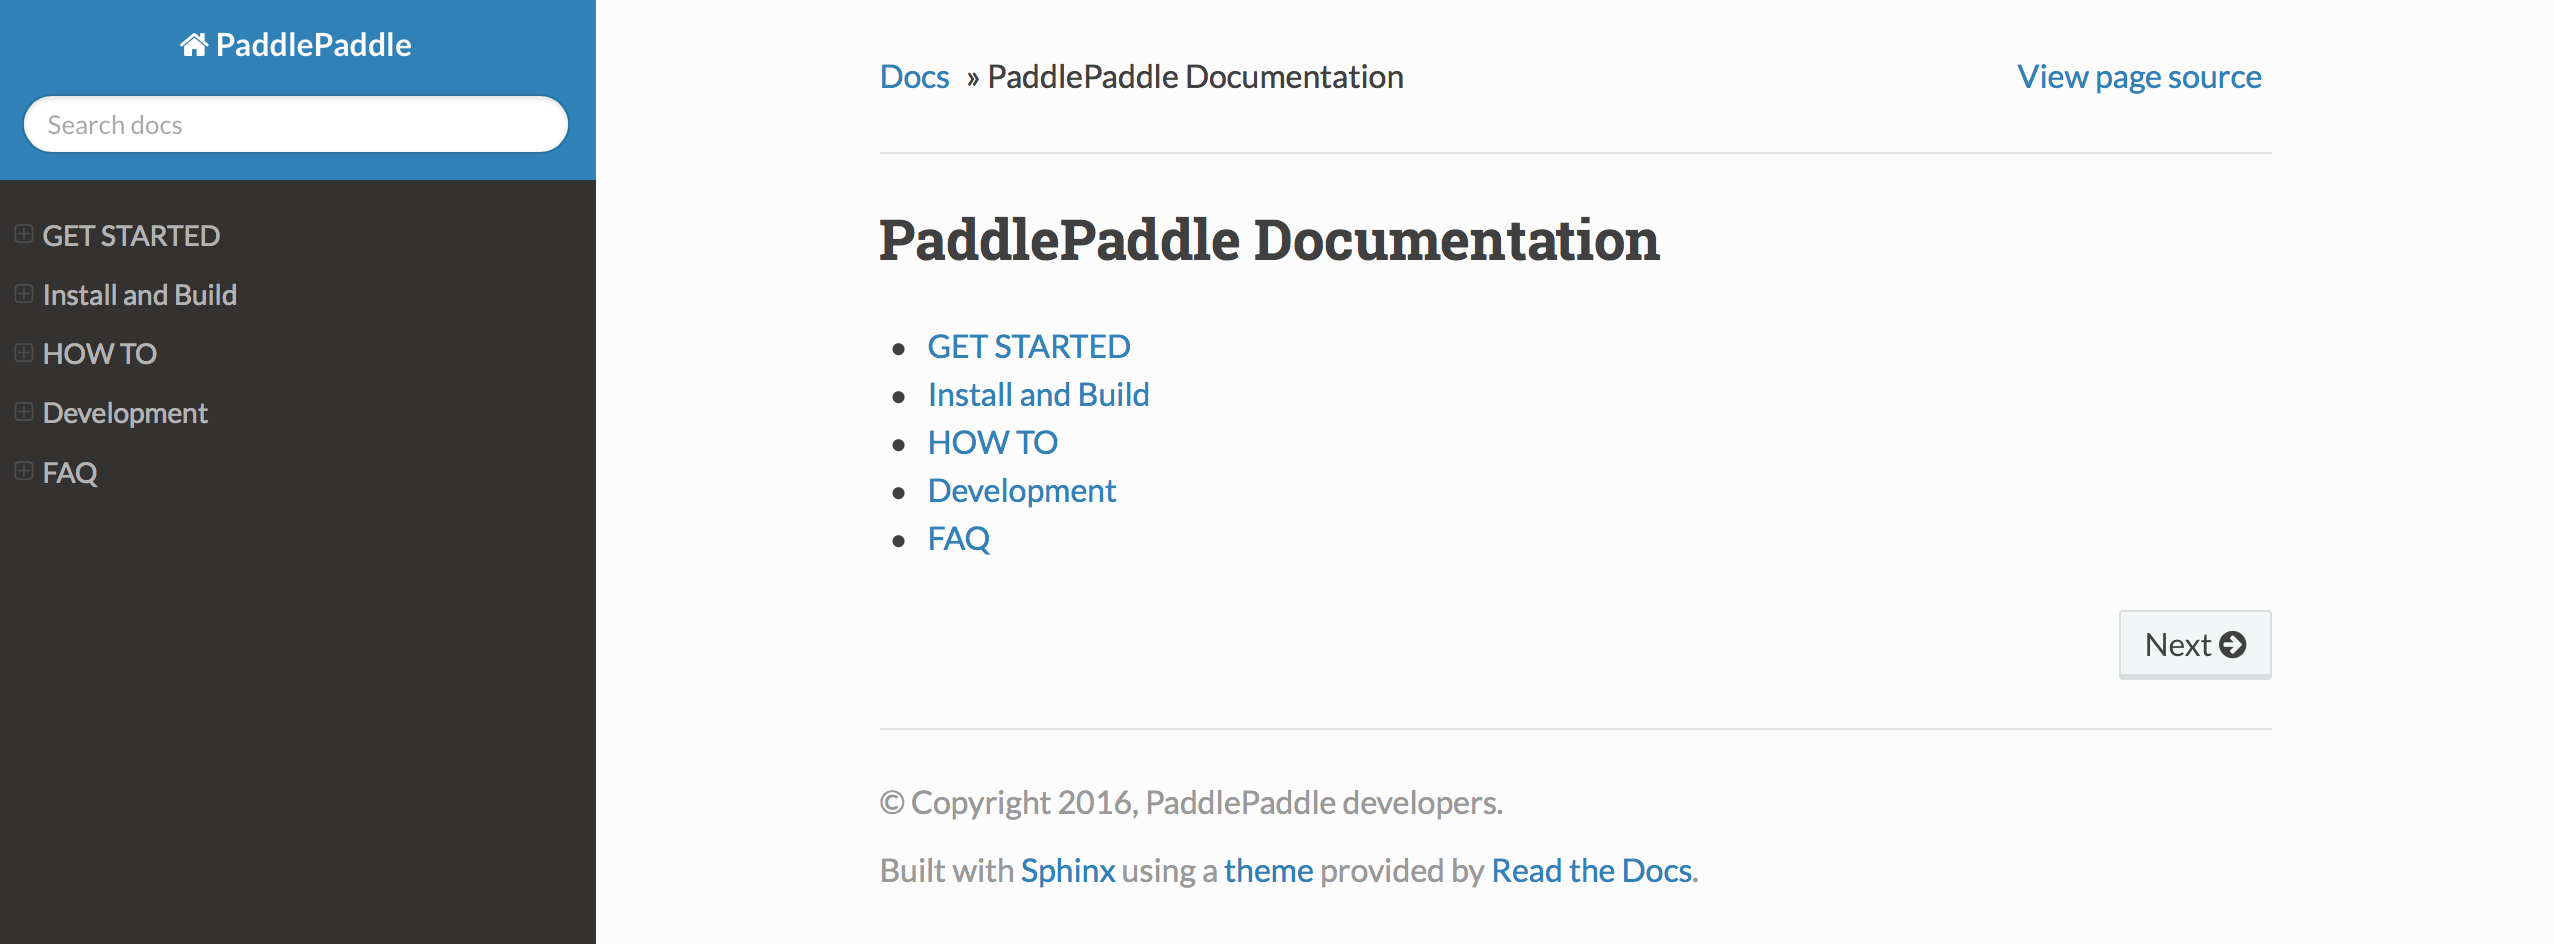 PaddlePaddle
Search docs
GET STARTED
Install and Build
HOW TO
Development
FAQ
Docs » PaddlePaddle Documentation
View page source
PaddlePaddle Documentation
• GET STARTED
• Install and Build
• HOW TO
• Development
• FAQ
Next
© Copyright 2016, PaddlePaddle developers.
Built with Sphinx using a theme provided by Read the Docs.